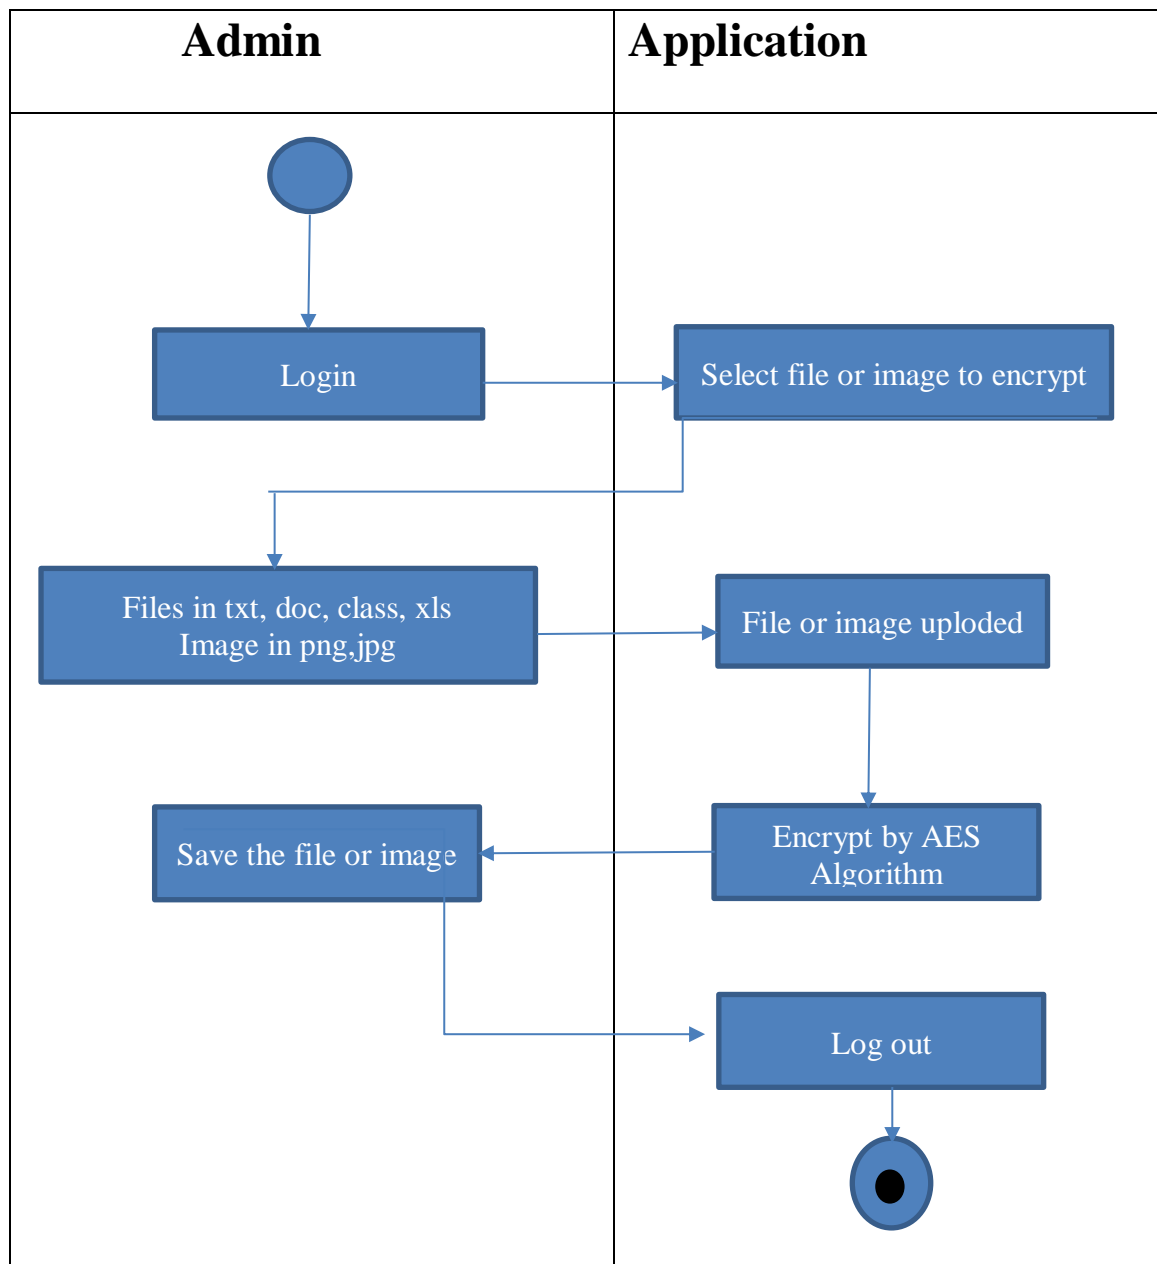 Admin
Application
Login
Select file or image to encrypt
Files in txt, doc, class, xls
Image in png,jpg
File or image uploded
Save the file or image
Encrypt by AES
Algorithm
Log out